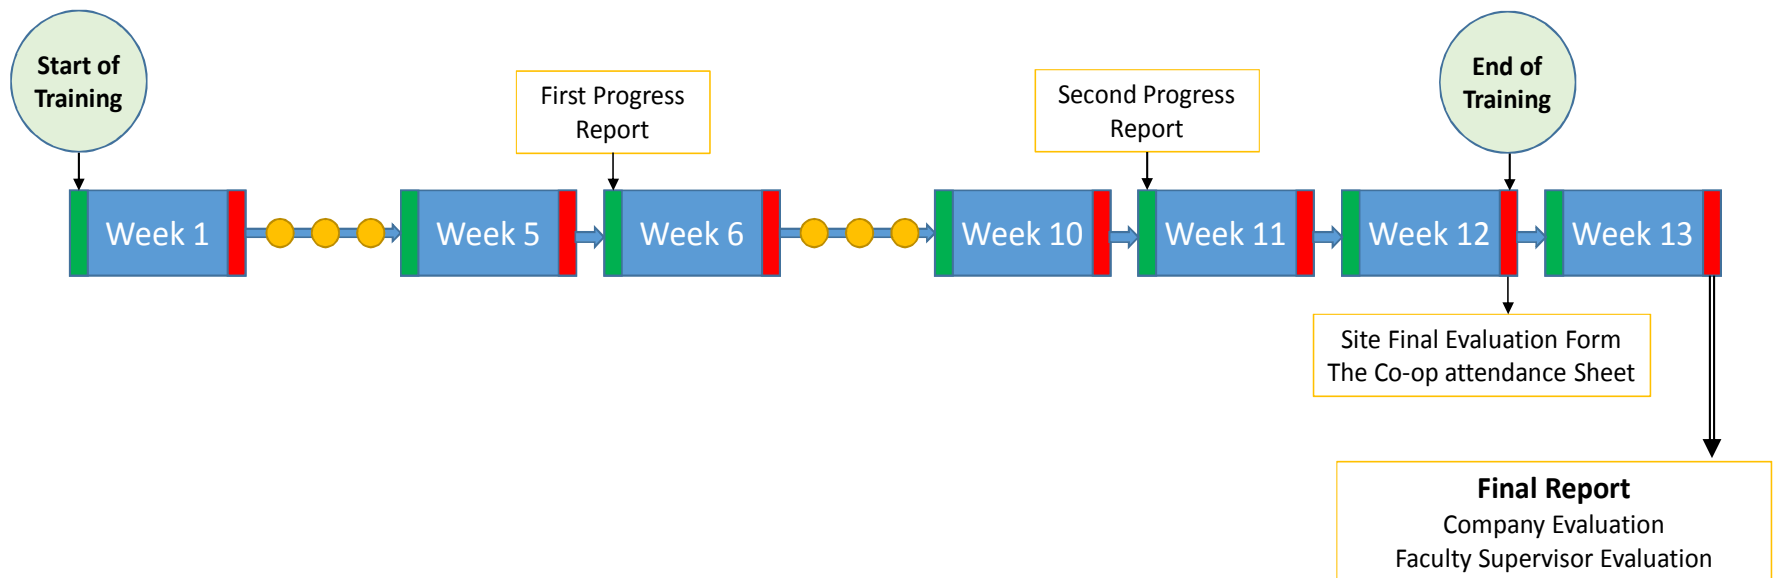 Start of
Training
First Progress
Report
Second Progress
Report
End of
Training
Week 1
Week 5
Week 6
Week 10
Week 11
Week 12
Week 13
Site Final Evaluation Form
The Co-op attendance Sheet
Final Report
Company Evaluation
Faculty Supervisor Evaluation